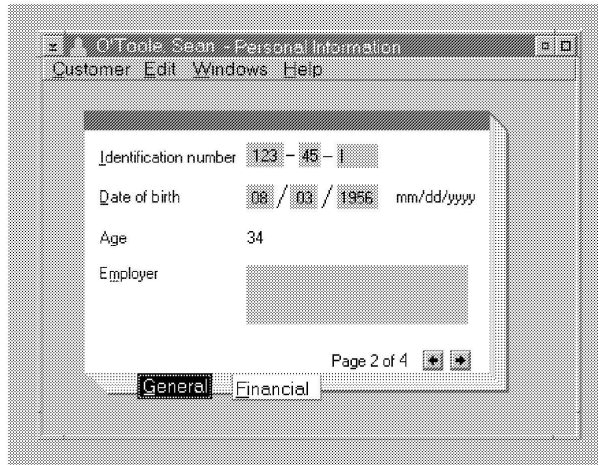 O'Toole Sean - Personal Information
Customer Edit Windows Help
Identification number 123 - 45 -
Date of birth 08 / 03 / 1956 mm/dd/yyyy
Age 34
Employer
Page 2 of 4
General Financial